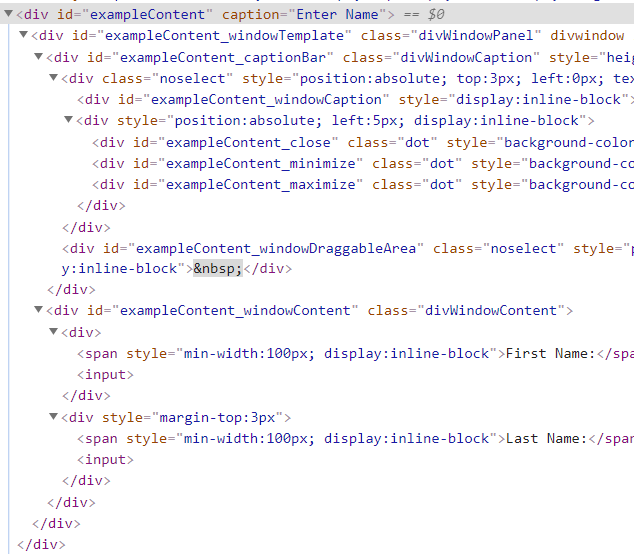 ▼<div id="exampleContent" caption="Enter Name"> == $0
▼<div id="exampleContent_windowTemplate" class="divWindowPanel" divwindow
▼<div id="exampleContent_captionBar" class="divWindowCaption" style="hei
▼<div class="noselect" style="position:absolute; top:3px; left:0px; tex
<div id="exampleContent_windowCaption" style="display:inline-block">
▼<div style="position:absolute; left:5px; display:inline-block">
<div id="exampleContent_close" class="dot" style="background-color
<div id="exampleContent_minimize" class="dot" style="background-co
<div id="exampleContent_maximize" class="dot" style="background-co
</div>
</div>
<div id="exampleContent_windowDraggableArea" class="noselect" style="p
y:inline-block">&nbsp;</div>
</div>
▼<div id="exampleContent_windowContent" class="divWindowContent">
▼<div>
<span style="min-width:100px; display:inline-block">First Name:</spa
<input>
</div>
▼<div style="margin-top:3px">
<span style="min-width:100px; display:inline-block">Last Name:</span
<input>
</div>
</div>
</div>
</div>